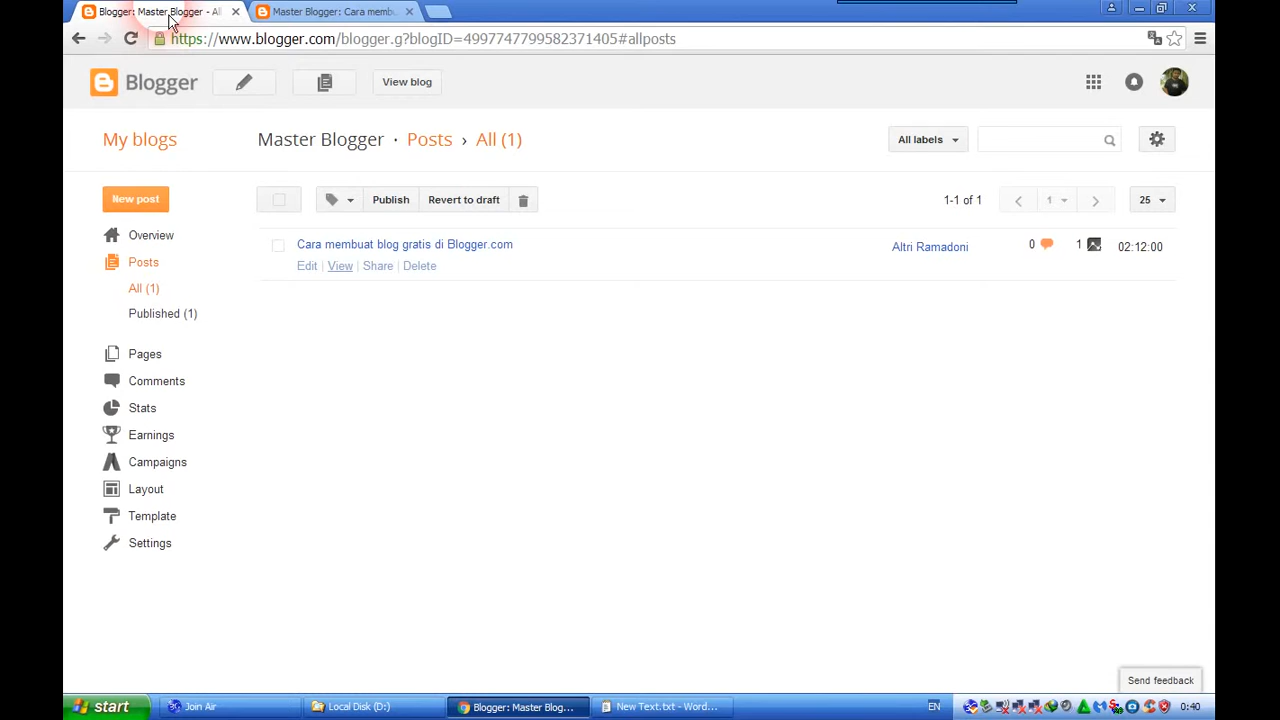 Blogger: Master Blogger - All
Master Blogger: Cara membu
https://www.blogger.com/blogger.g?blogID=4997747799582371405#allposts
Blogger
View blog
My blogs
Master Blogger · Posts › All (1)
All labels
New post
Publish
Revert to draft
1-1 of 1
1
25
Overview
Cara membuat blog gratis di Blogger.com
Altri Ramadoni
0
1
02:12:00
Posts
Edit | View | Share | Delete
All (1)
Published (1)
Pages
Comments
Stats
Earnings
Campaigns
Layout
Template
Settings
Send feedback
start
Join Air
Local Disk (D:)
Blogger: Master Blog...
New Text.txt - Word...
EN
0:40